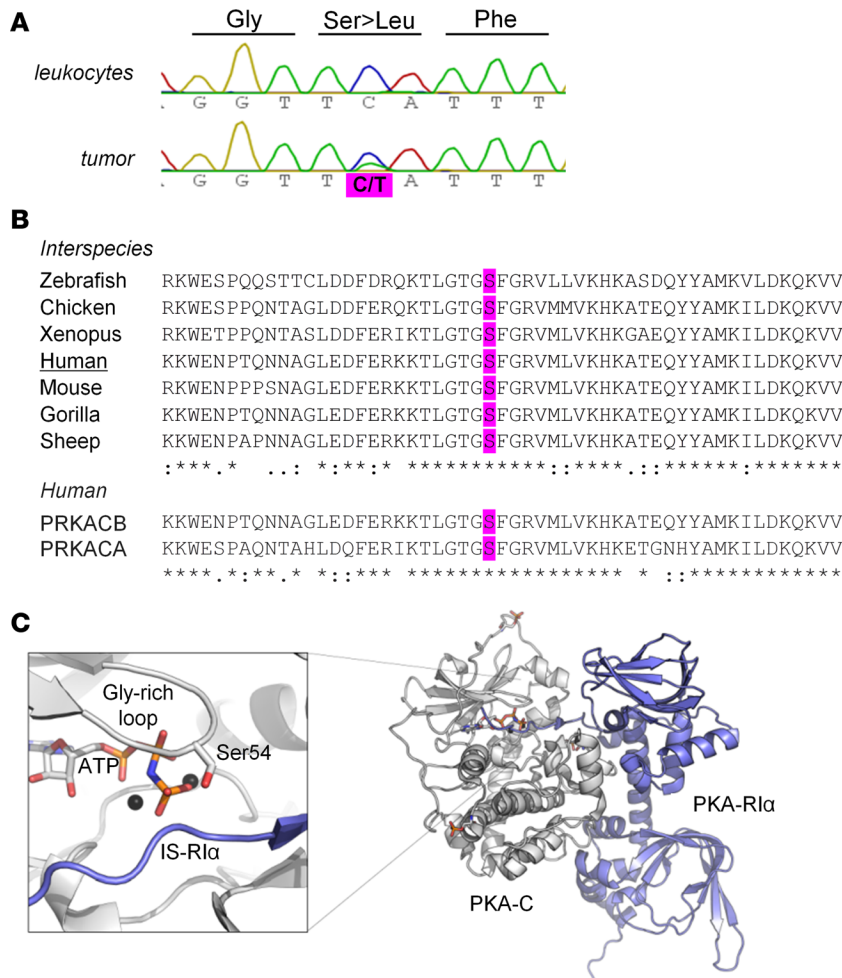 A
Gly Ser>Leu Phe
leukocytes
G G T T C A T T T
tumor
G G T T C/T A T T T
B
Interspecies
Zebrafish RKWESPQQSTTCLDDFDRQKTLGTGSFGRVLLVKHKASDQYYAMKVLDKQKVV
Chicken RKWESPPQNTAGLDDFERKKTLGTGSFGRVMMVKHKASEQYYAMKILDKQKVV
Xenopus RKWETPPQNTASLDDFERIKTLGTGSFGRVMLVKHKGAEQYYAMKILDKQKVV
Human KKWENPTQNNAGLEDFERKKTLGTGSFGRVMLVKHKATEQYYAMKILDKQKVV
Mouse RKWENPPPSNAGLEDFERKKTLGTGSFGRVMLVKHKATEQYYAMKILDKQKVV
Gorilla KKWENPTQNNAGLEDFERKKTLGTGSFGRVMLVKHKATEQYYAMKILDKQKVV
Sheep KKWENPAPNNAGLEDFERKKTLGTGSFGRVMLVKHKATEQYYAMKILDKQKVV
:***.* ..: *:**:* ***********::*****.::******:*******
Human
PRKACB KKWENPTQNNAGLEDFERKKTLGTGSFGRVMLVKHKATEQYYAMKILDKQKVV
PRKACA KKWESPAQNTAHLDQFERIKTLGTGSFGRVMLVKHKETGNHYAMKILDKQKVV
****.*:**.* *::*** ***************** * ::************
C
Gly-rich
loop
ATP
Ser54
IS-RIα
PKA-C
PKA-RIα